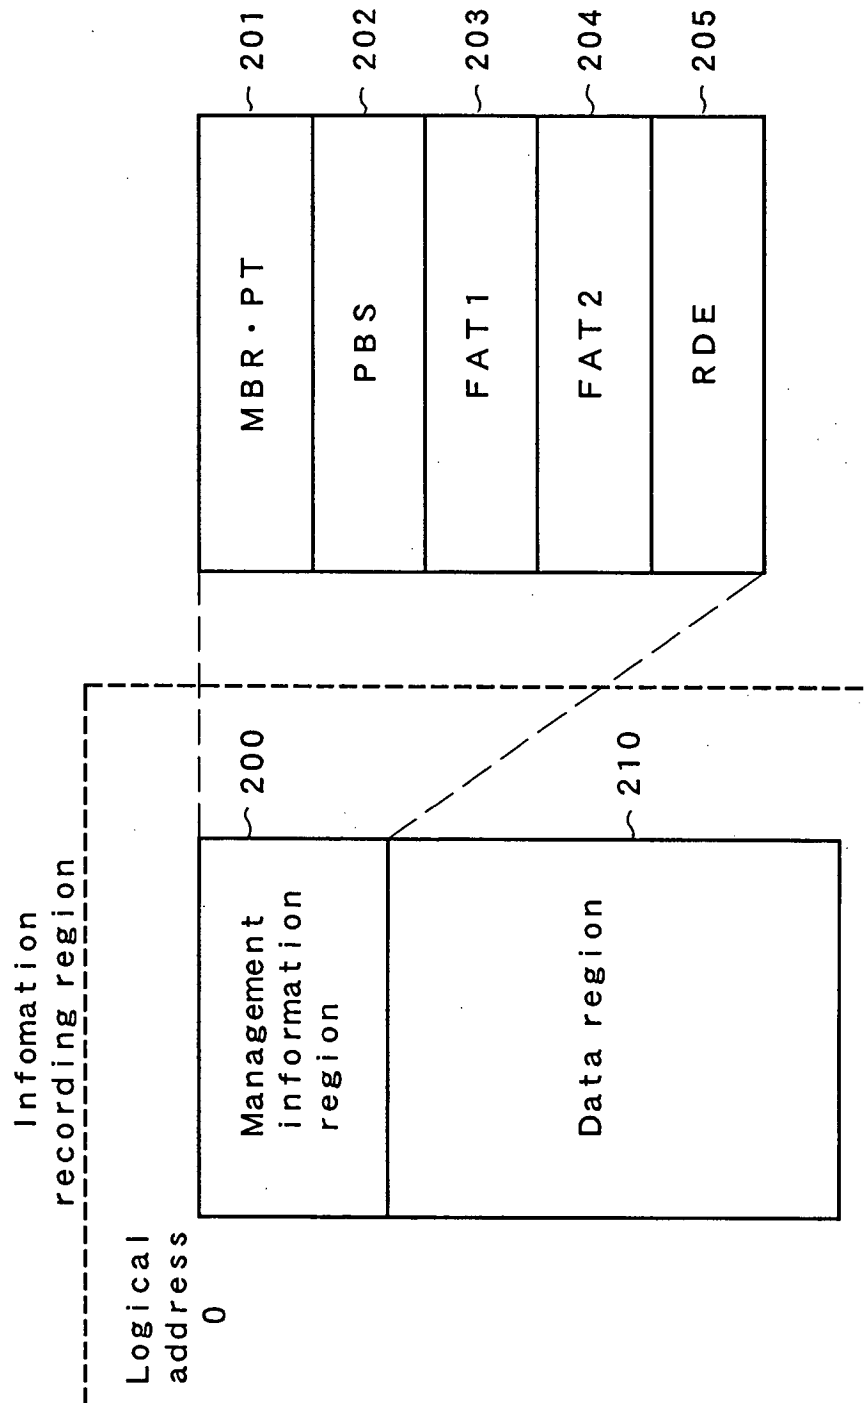 Infomation
recording region
Logical
address
0
Management
information
region
200
Data region
210
MBR・PT
201
PBS
202
FAT1
203
FAT2
204
RDE
205